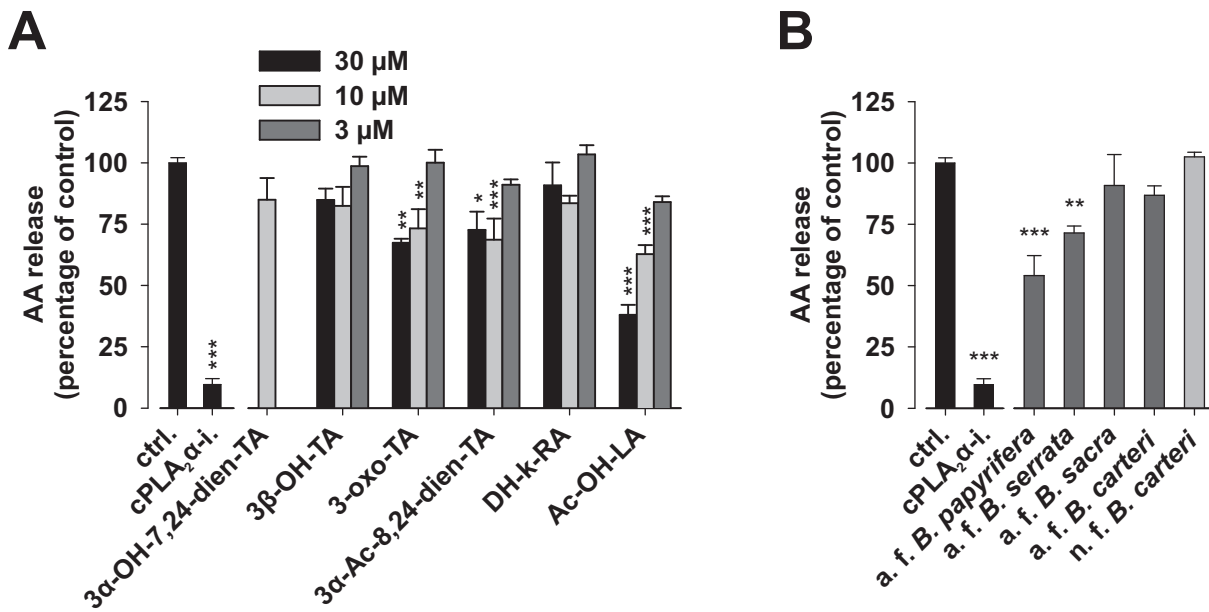 A
30 µM
10 µM
3 µM
AA release
(percentage of control)
125
100
75
50
25
0
***
**
**
*
***
***
***
ctrl.
cPLA₂α-i.
3α-OH-7,24-dien-TA
3β-OH-TA
3-oxo-TA
3α-Ac-8,24-dien-TA
DH-k-RA
Ac-OH-LA
B
AA release
(percentage of control)
125
100
75
50
25
0
***
***
**
ctrl.
cPLA₂α-i.
a. f. B. papyrifera
a. f. B. serrata
a. f. B. sacra
a. f. B. carteri
n. f. B. carteri